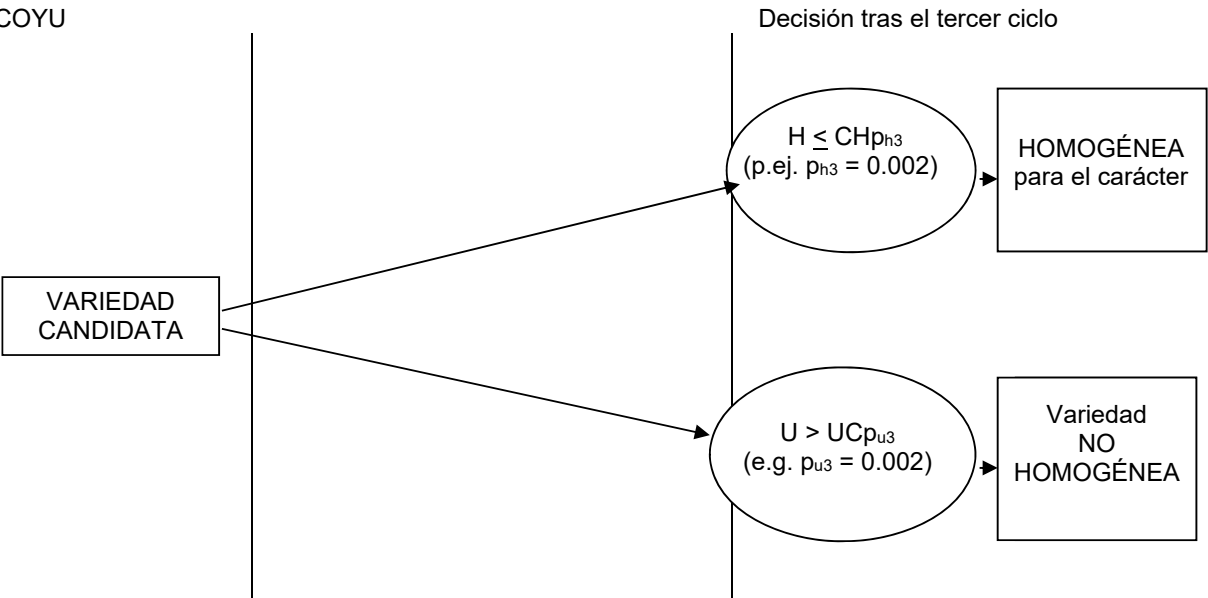 COYU
Decisión tras el tercer ciclo
H ≤ CHph3
(p.ej. ph3 = 0.002)
HOMOGÉNEA
para el carácter
VARIEDAD
CANDIDATA
U > UCpu3
(e.g. pu3 = 0.002)
Variedad
NO
HOMOGÉNEA